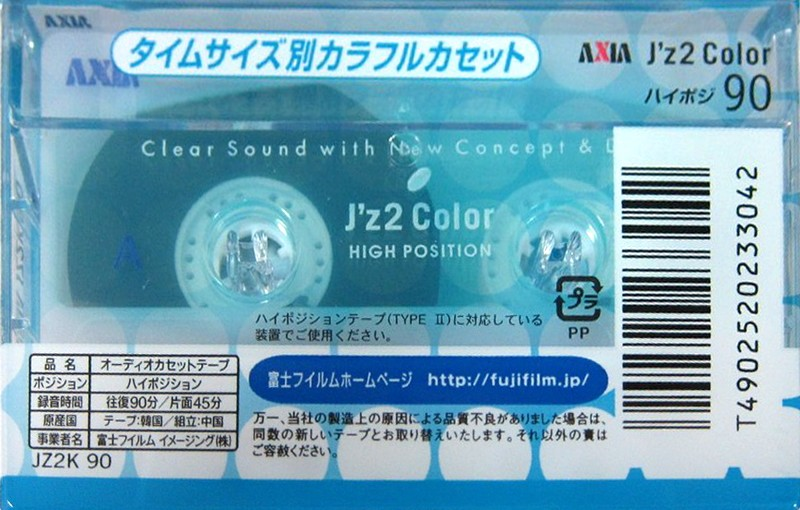 AXIA
AXIA
タイムサイズ別カラフルカセット
AXIA J'z2 Color
ハイポジ 90
Clear Sound with New Concept & D
J'z2 Color
HIGH POSITION
A
ハイポジションテープ(TYPE Ⅱ)に対応している
装置でご使用ください。
プラ
PP
T4902520233042
品名 オーディオカセットテープ
ポジション ハイポジション
録音時間 往復90分/片面45分
原産国 テープ:韓国/組立:中国
事業者名 富士フイルム イメージング(株)
JZ2K 90
富士フイルムホームページ http://fujifilm.jp/
万一、当社の製造上の原因による品質不良がありました場合は、
同数の新しいテープとお取り替えいたします。それ以外の責は
ご容赦ください。